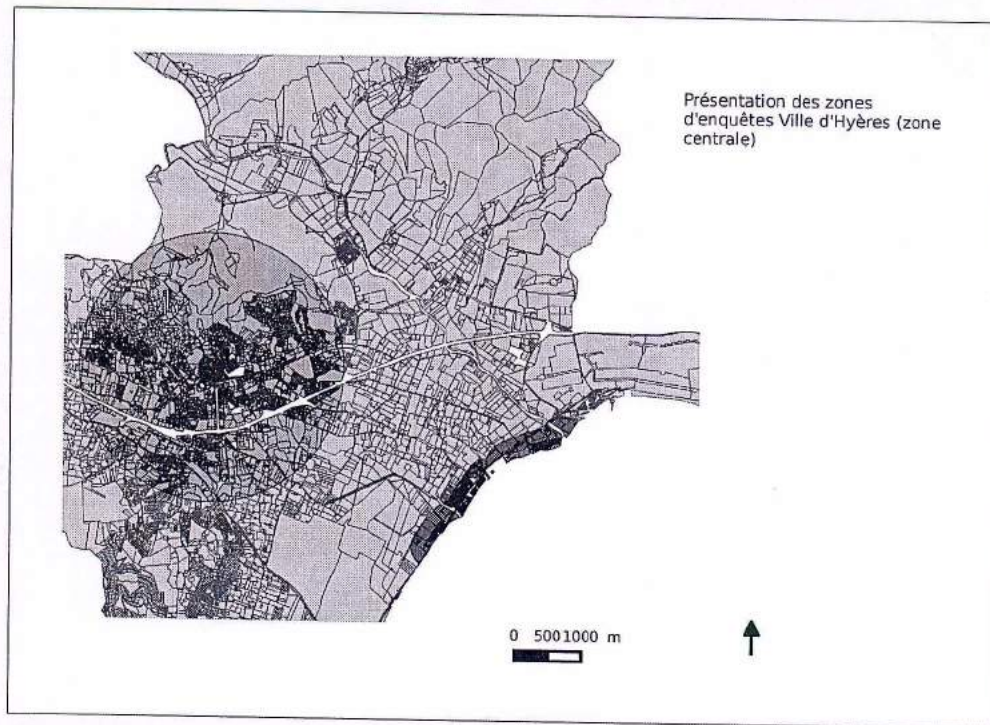 Présentation des zones
d'enquêtes Ville d'Hyères (zone
centrale)
0 5001000 m